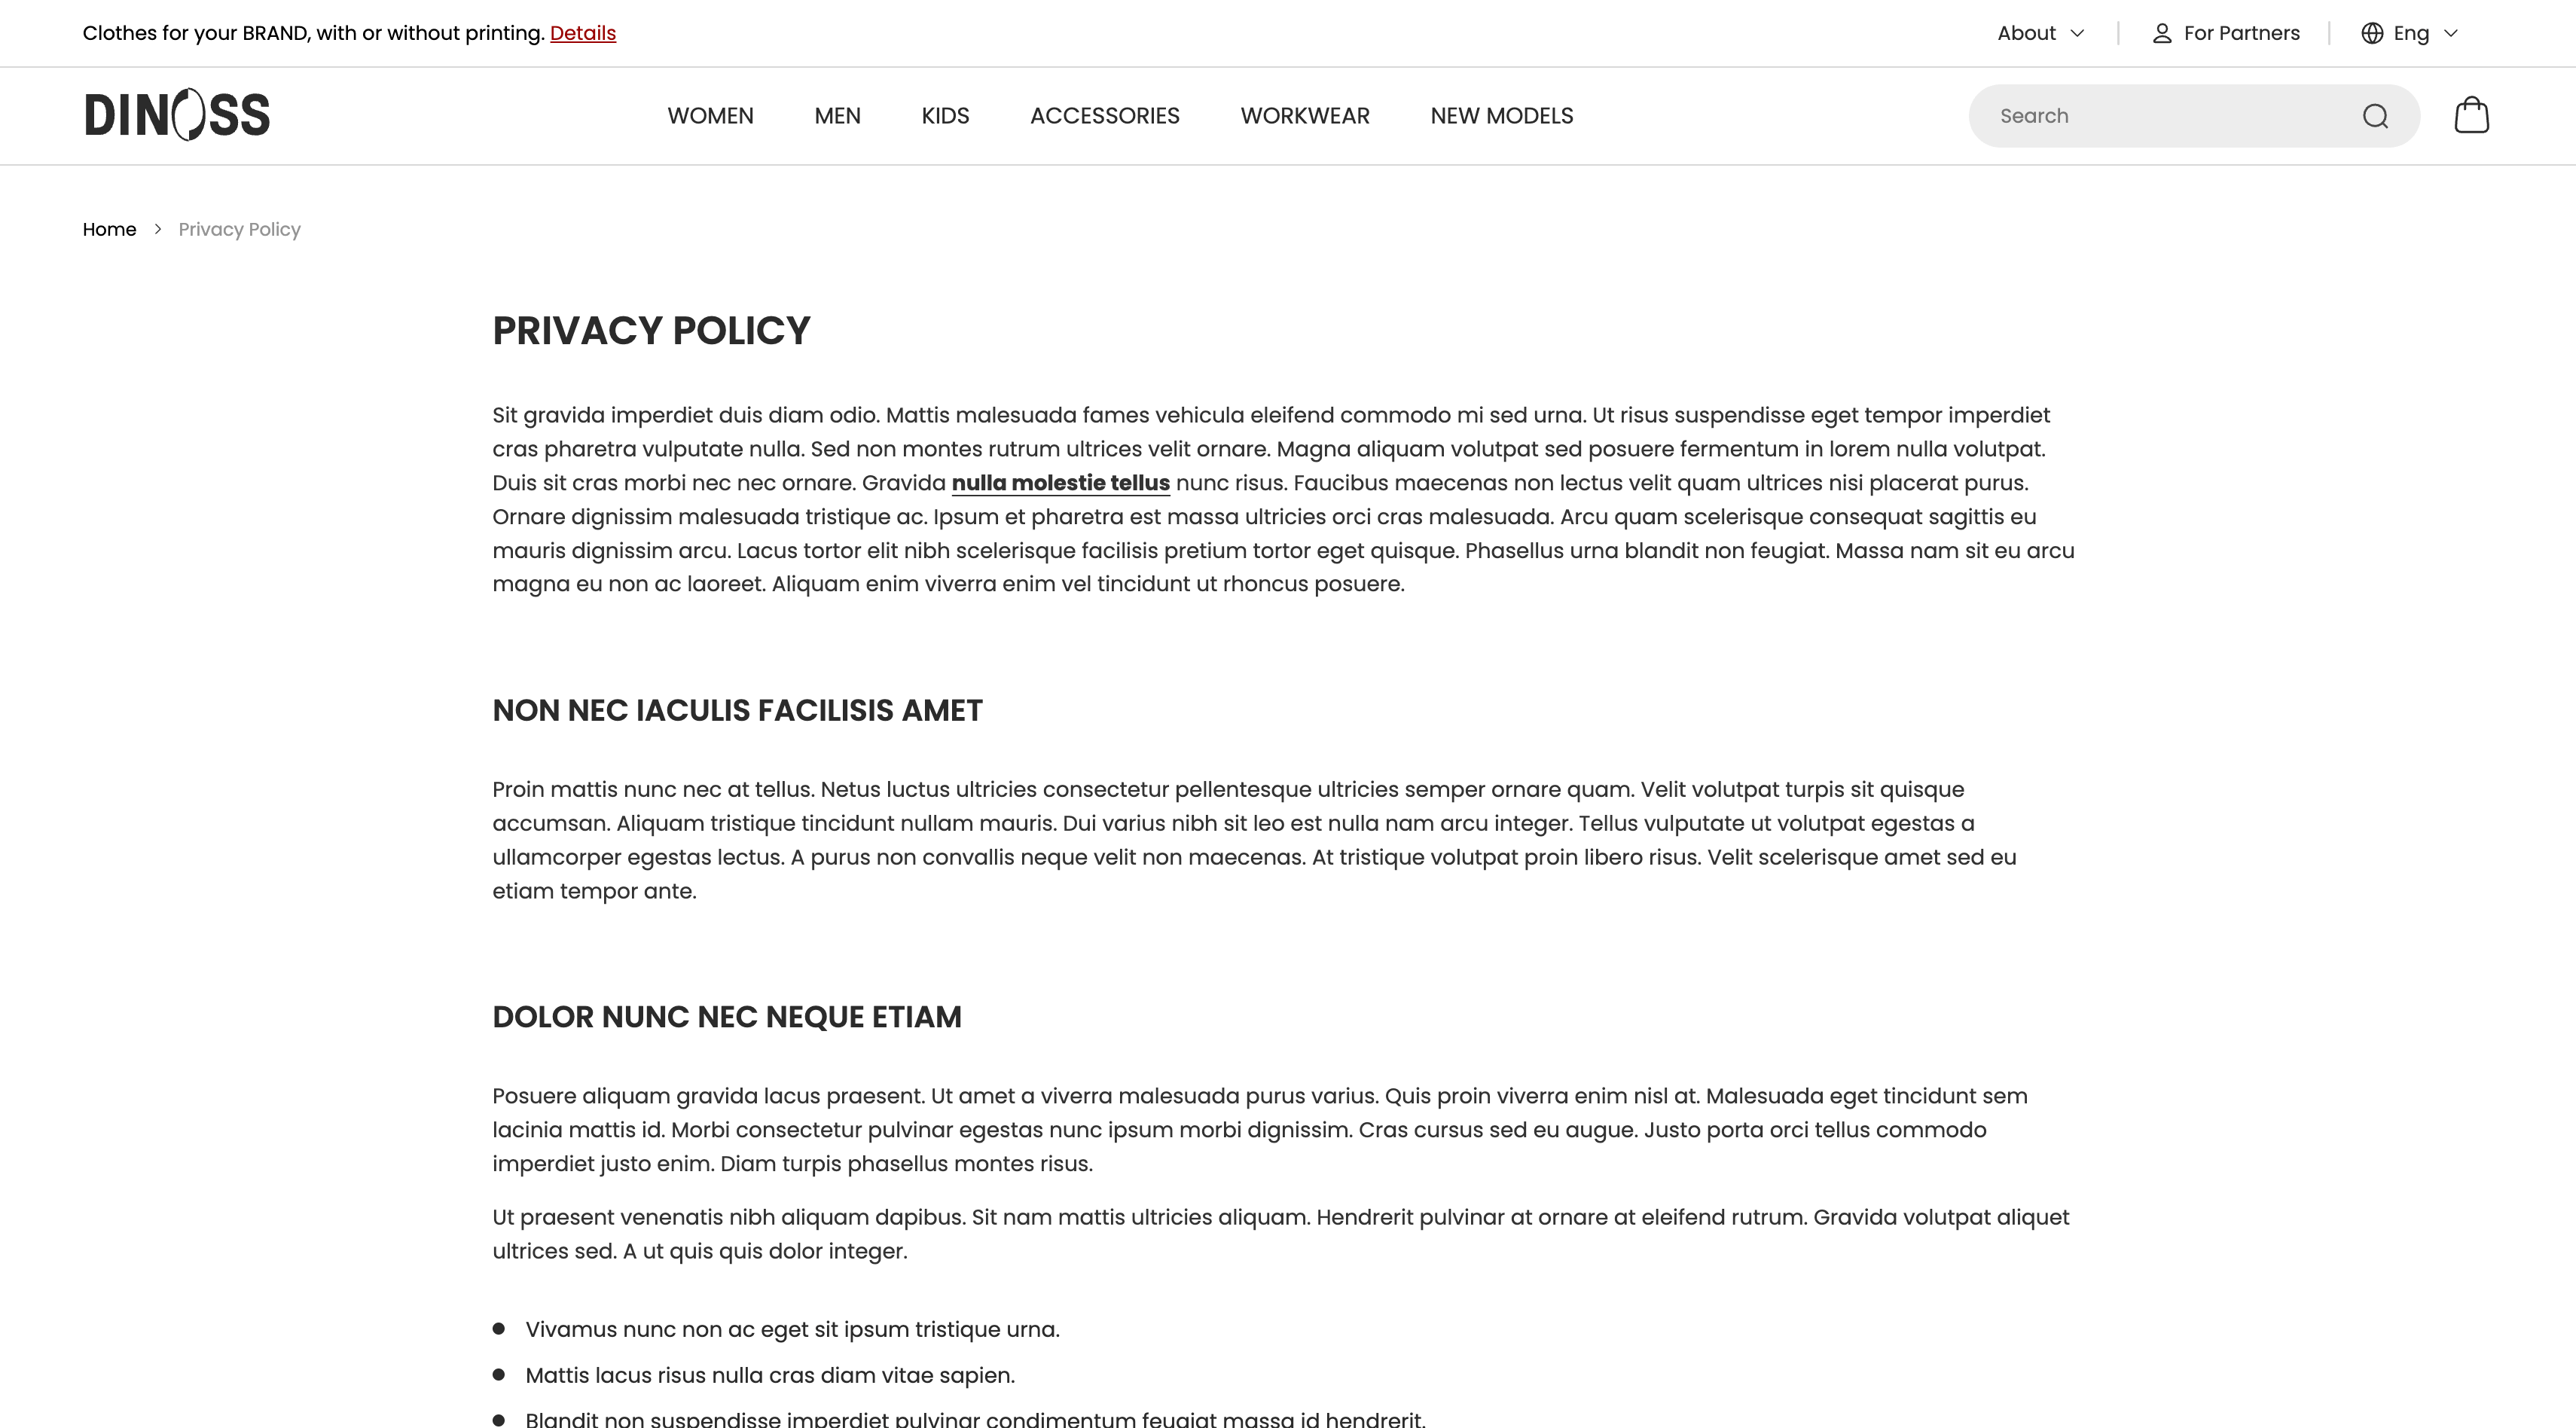 Clothes for your BRAND, with or without printing. Details
About
For Partners
Eng
DINOSS
WOMEN MEN KIDS ACCESSORIES WORKWEAR NEW MODELS
Search
Home > Privacy Policy
PRIVACY POLICY
Sit gravida imperdiet duis diam odio. Mattis malesuada fames vehicula eleifend commodo mi sed urna. Ut risus suspendisse eget tempor imperdiet
cras pharetra vulputate nulla. Sed non montes rutrum ultrices velit ornare. Magna aliquam volutpat sed posuere fermentum in lorem nulla volutpat.
Duis sit cras morbi nec nec ornare. Gravida nulla molestie tellus nunc risus. Faucibus maecenas non lectus velit quam ultrices nisi placerat purus.
Ornare dignissim malesuada tristique ac. Ipsum et pharetra est massa ultricies orci cras malesuada. Arcu quam scelerisque consequat sagittis eu
mauris dignissim arcu. Lacus tortor elit nibh scelerisque facilisis pretium tortor eget quisque. Phasellus urna blandit non feugiat. Massa nam sit eu arcu
magna eu non ac laoreet. Aliquam enim viverra enim vel tincidunt ut rhoncus posuere.
NON NEC IACULIS FACILISIS AMET
Proin mattis nunc nec at tellus. Netus luctus ultricies consectetur pellentesque ultricies semper ornare quam. Velit volutpat turpis sit quisque
accumsan. Aliquam tristique tincidunt nullam mauris. Dui varius nibh sit leo est nulla nam arcu integer. Tellus vulputate ut volutpat egestas a
ullamcorper egestas lectus. A purus non convallis neque velit non maecenas. At tristique volutpat proin libero risus. Velit scelerisque amet sed eu
etiam tempor ante.
DOLOR NUNC NEC NEQUE ETIAM
Posuere aliquam gravida lacus praesent. Ut amet a viverra malesuada purus varius. Quis proin viverra enim nisl at. Malesuada eget tincidunt sem
lacinia mattis id. Morbi consectetur pulvinar egestas nunc ipsum morbi dignissim. Cras cursus sed eu augue. Justo porta orci tellus commodo
imperdiet justo enim. Diam turpis phasellus montes risus.
Ut praesent venenatis nibh aliquam dapibus. Sit nam mattis ultricies aliquam. Hendrerit pulvinar at ornare at eleifend rutrum. Gravida volutpat aliquet
ultrices sed. A ut quis quis dolor integer.
● Vivamus nunc non ac eget sit ipsum tristique urna.
● Mattis lacus risus nulla cras diam vitae sapien.
● Blandit non suspendisse imperdiet pulvinar condimentum feugiat massa id hendrerit.